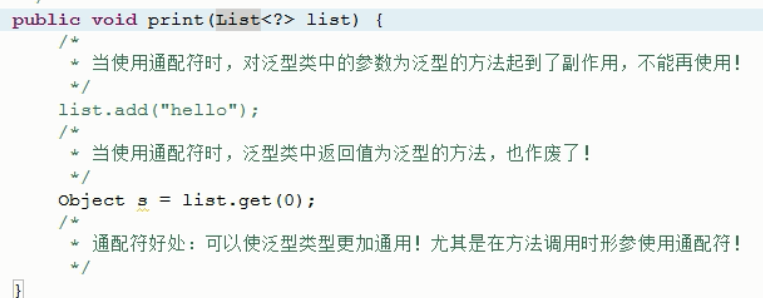 public void print(List<?> list) {
/*
* 当使用通配符时，对泛型类中的参数为泛型的方法起到了副作用，不能再使用！
*/
list.add("hello");
/*
* 当使用通配符时，泛型类中返回值为泛型的方法，也作废了！
*/
Object s = list.get(0);
/*
* 通配符好处：可以使泛型类型更加通用！尤其是在方法调用时形参使用通配符！
*/
}